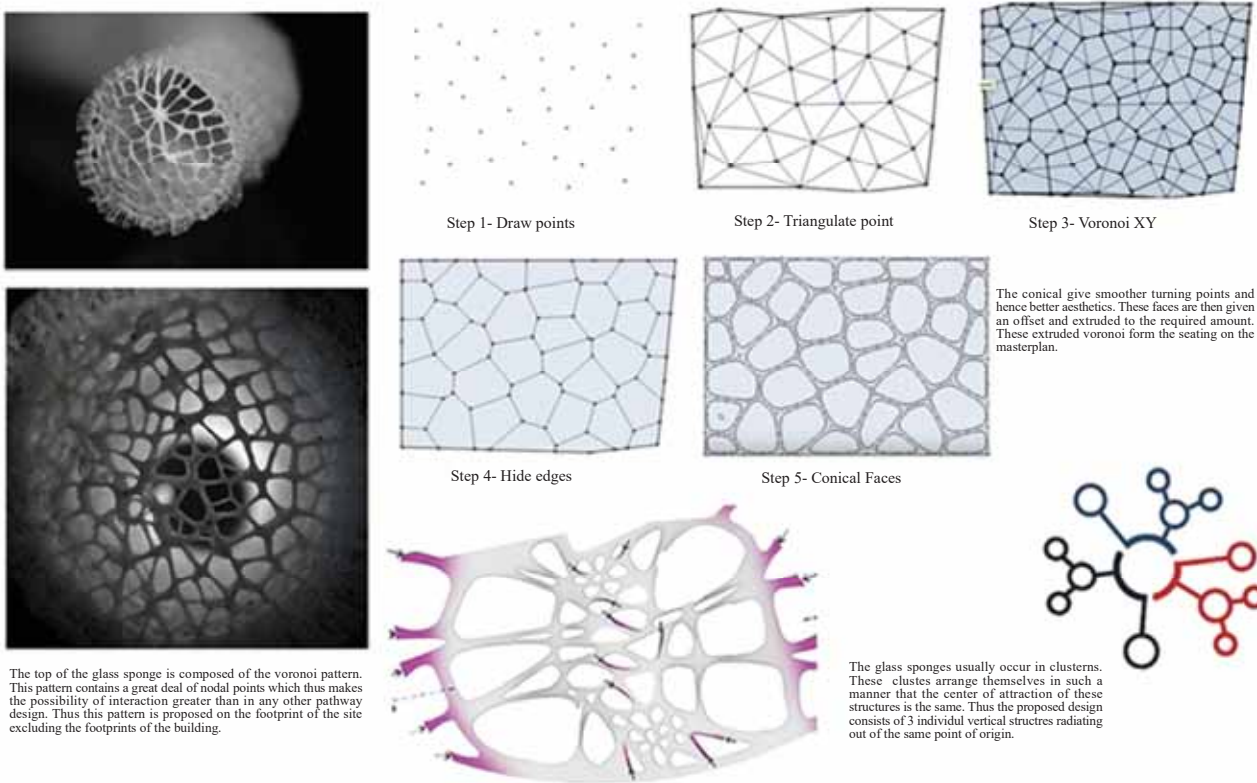 Step 1- Draw points
Step 2- Triangulate point
Step 3- Voronoi XY
The conical give smoother turning points and
hence better aesthetics. These faces are then given
an offset and extruded to the required amount.
These extruded voronoi form the seating on the
masterplan.
Step 4- Hide edges
Step 5- Conical Faces
The top of the glass sponge is composed of the voronoi pattern.
This pattern contains a great deal of nodal points which thus makes
the possibility of interaction greater than in any other pathway
design. Thus this pattern is proposed on the footprint of the site
excluding the footprints of the building.
The glass sponges usually occur in clusterns.
These clustes arrange themselves in such a
manner that the center of attraction of these
structures is the same. Thus the proposed design
consists of 3 individul vertical structres radiating
out of the same point of origin.